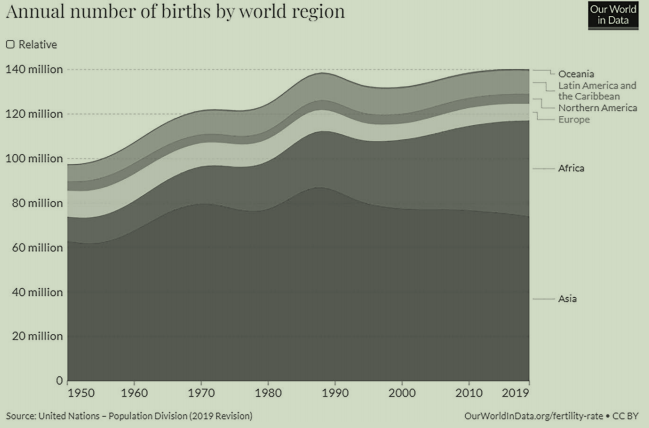 Annual number of births by world region
Our World
in Data
Relative
140 million
120 million
100 million
80 million
60 million
40 million
20 million
0
Oceania
Latin America and
the Caribbean
Northern America
Europe
Africa
Asia
1950 1960 1970 1980 1990 2000 2010 2019
Source: United Nations – Population Division (2019 Revision)
OurWorldInData.org/fertility-rate • CC BY